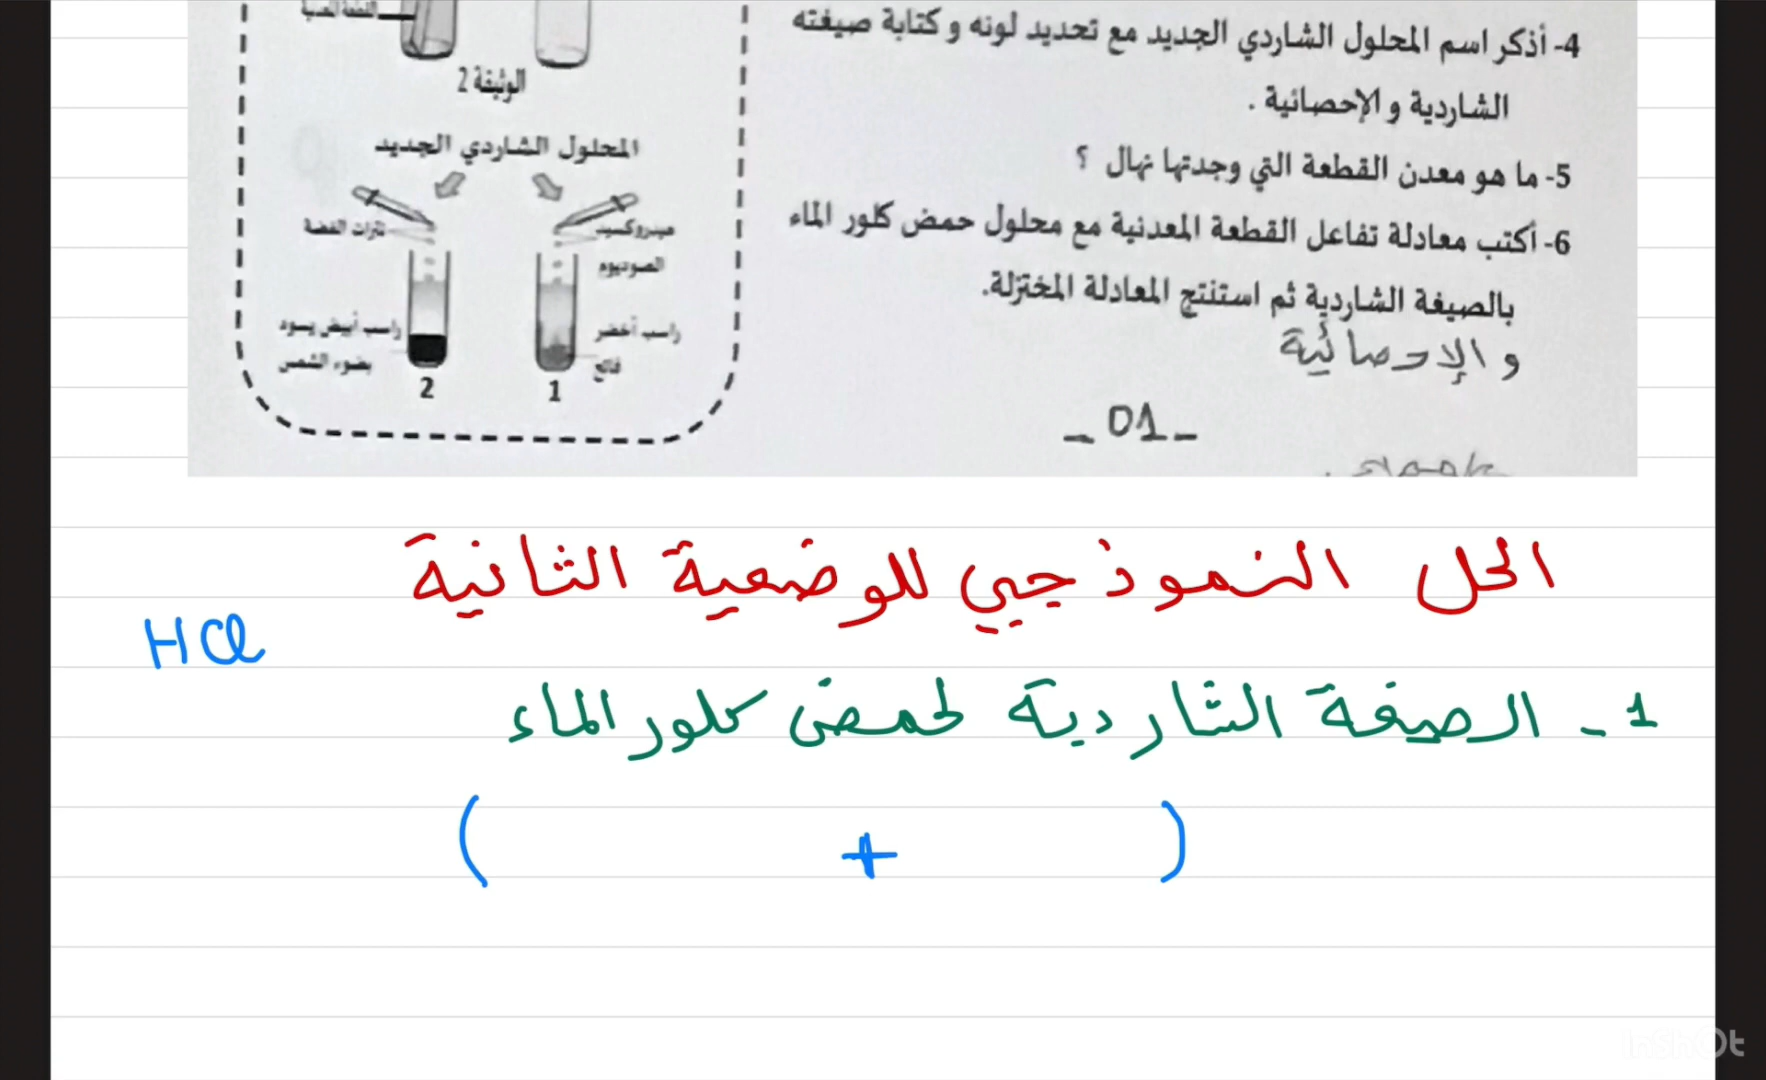 القطعة المعدنية
الوثيقة 2
المحلول الشاردي الجديد
نترات الفضة
هيدروكسيد
الصوديوم
راسب أبيض يسود
بضوء الشمس
راسب أخضر
فاتح
2
1
4- أذكر اسم المحلول الشاردي الجديد مع تحديد لونه و كتابة صيغته
الشاردية و الإحصائية .
5- ما هو معدن القطعة التي وجدتها نهال ؟
6- أكتب معادلة تفاعل القطعة المعدنية مع محلول حمض كلور الماء
بالصيغة الشاردية ثم استنتج المعادلة المختزلة.
و الإحصائية
_ 01 _
الحل النموذجي للوضعية الثانية
HCl
1 - الصيغة الشاردية لحمض كلور الماء
( + )
InShOt